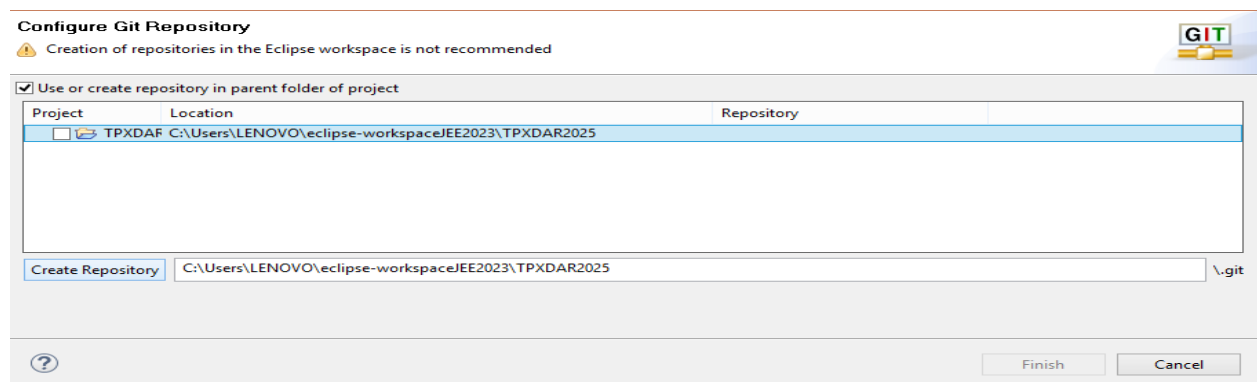 Configure Git Repository
Creation of repositories in the Eclipse workspace is not recommended
GIT
Use or create repository in parent folder of project
Project Location Repository
TPXDAR C:\Users\LENOVO\eclipse-workspaceJEE2023\TPXDAR2025
Create Repository C:\Users\LENOVO\eclipse-workspaceJEE2023\TPXDAR2025 \.git
? Finish Cancel